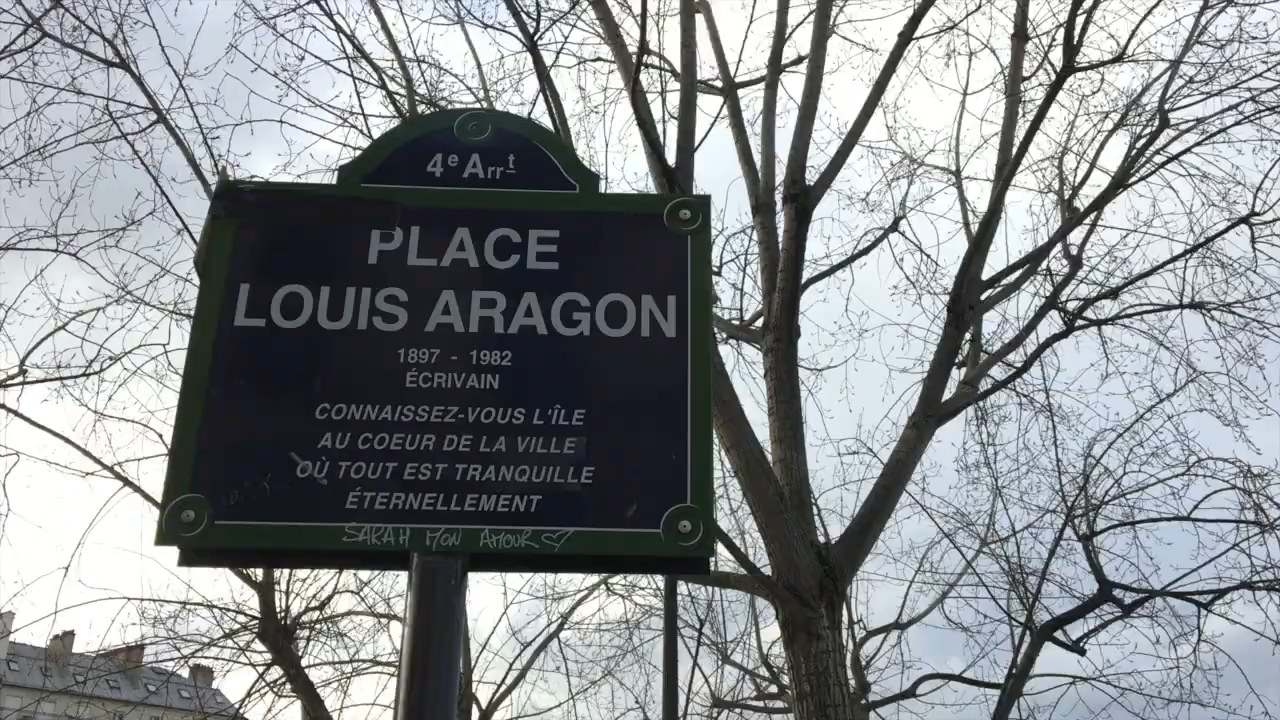 4e Arrt
PLACE
LOUIS ARAGON
1897 - 1982
ÉCRIVAIN
CONNAISSEZ-VOUS L'ÎLE
AU COEUR DE LA VILLE
OÙ TOUT EST TRANQUILLE
ÉTERNELLEMENT
SARAH MON AMOUR ♡